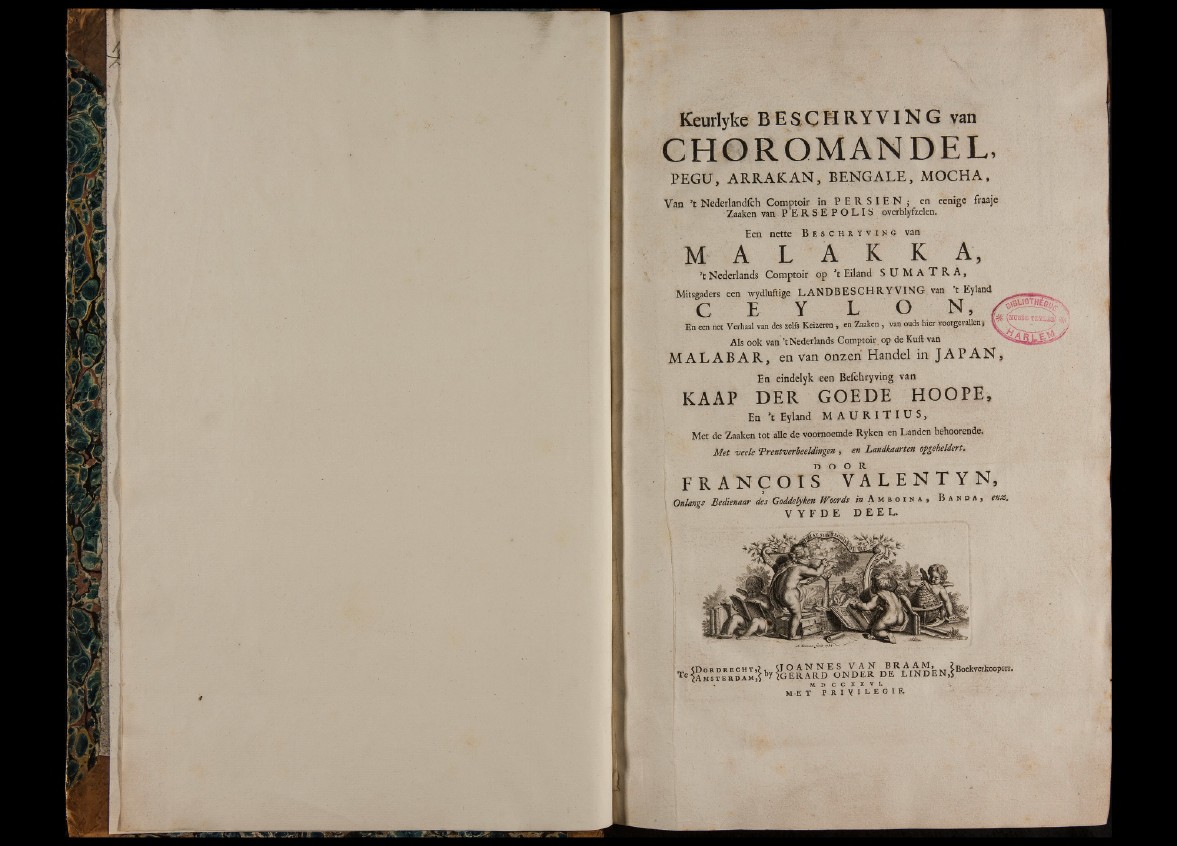 Keurlyke BESCHRYVING van
CHOROMANDEL,
PEGU, ARRAKAN, BENGALE, MOCHA,
Van 't Nederlandſch Comptoir in PERSIEN; en eenige fraaje
Zaaken van PERSEPOLIS overblyfzelen.
Een nette BESCHRYVING van
MALAKKA,
't Nederlands Comptoir op 't Eiland SUMATRA,
Mitsgaders een wydluftige LANDBESCHRYVING van 't Eyland
CEYLON,
En een net Verhaal van des zelfs Keizeren, en Zaaken, van ouds hier voorgevallen;
Als ook van 't Nederlands Comptoir op de Kuſt van
MALABAR, en van onzen Handel in JAPAN,
En eindelyk een Beſchryving van
KAAP DER GOEDE HOOPE,
En 't Eyland MAURITIUS,
Met de Zaaken tot alle de voornoemde Ryken en Landen behoorende.
Met veele Prentverbeeldingen, en Landkaarten opgeheldert.
DOOR
FRANÇOIS VALENTYN,
Onlangs Bedienaar des Goddelyken Woords in AMBOINA, BANDA, enz.
VYFDE DEEL.
Te {DORDRECHT, AMSTERDAM,} by {JOANNES VAN BRAAM, GERARD ONDER DE LINDEN,} Boekverkoopers.
MDCCXXVI.
MET PRIVILEGIE.
BIBLIOTHÈQUE
HARLEM